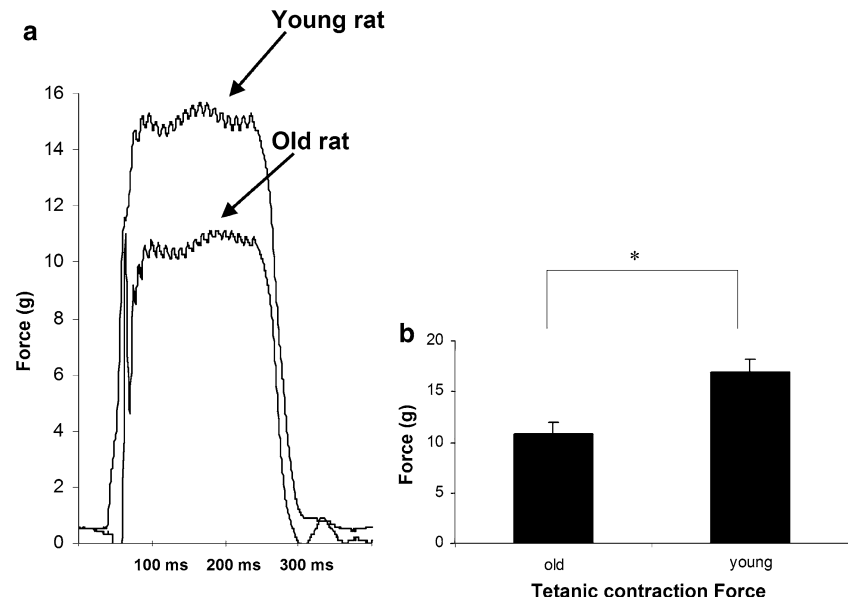 a
Young rat
Old rat
16
14
12
10
8
6
4
2
0
Force (g)
100 ms 200 ms 300 ms
b
*
20
15
10
5
0
Force (g)
old young
Tetanic contraction Force